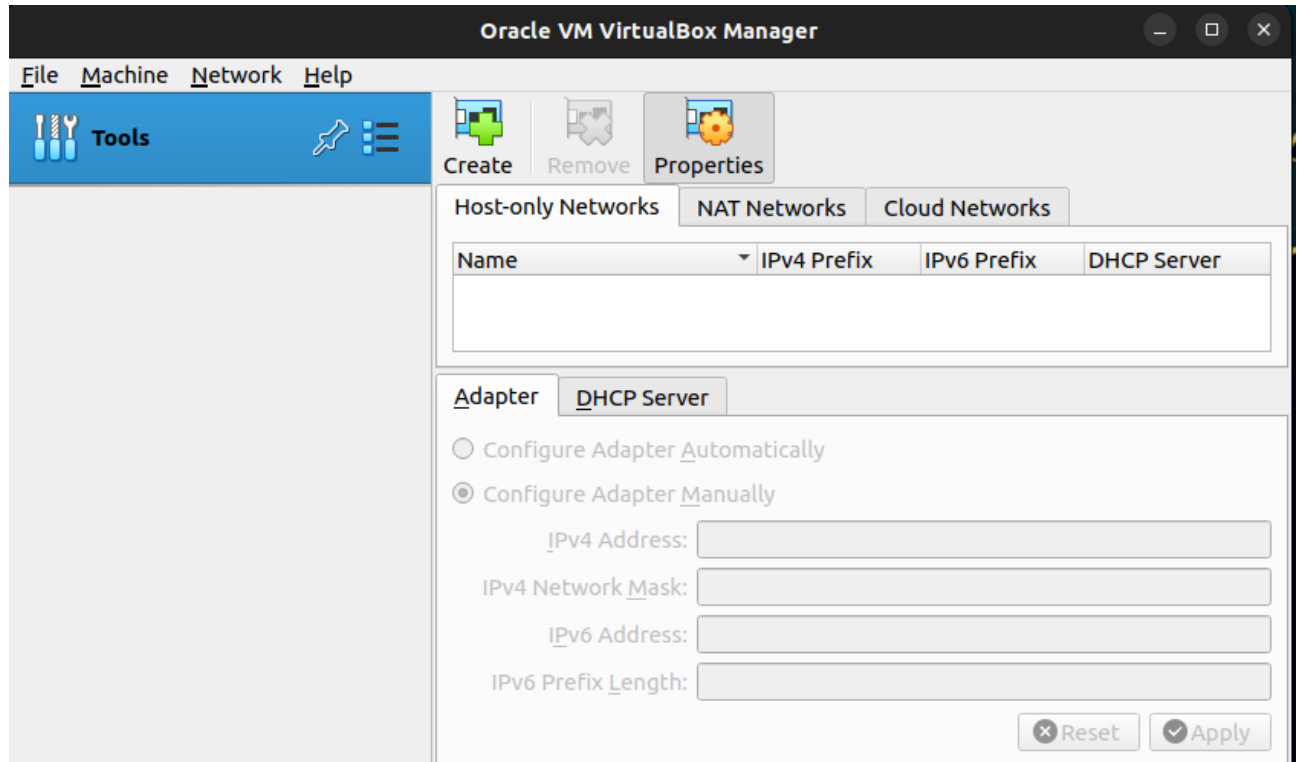 Oracle VM VirtualBox Manager
File Machine Network Help
Tools
Create Remove Properties
Host-only Networks NAT Networks Cloud Networks
Name IPv4 Prefix IPv6 Prefix DHCP Server
Adapter DHCP Server
Configure Adapter Automatically
Configure Adapter Manually
IPv4 Address:
IPv4 Network Mask:
IPv6 Address:
IPv6 Prefix Length:
Reset Apply